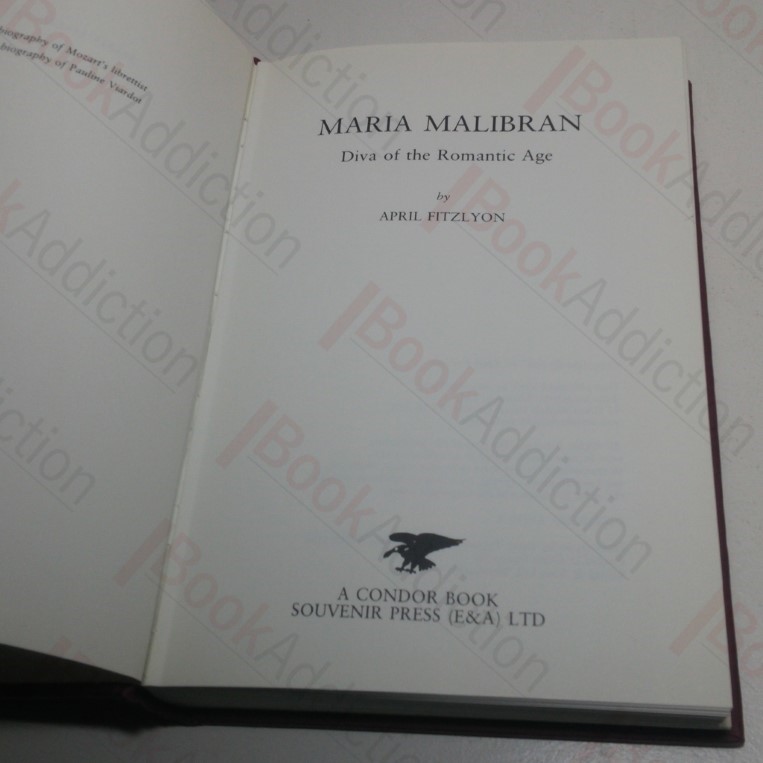 biography of Mozart's librettist
biography of Pauline Viardot
MARIA MALIBRAN
Diva of the Romantic Age
by
APRIL FITZLYON
A CONDOR BOOK
SOUVENIR PRESS (E&A) LTD
BookAddiction